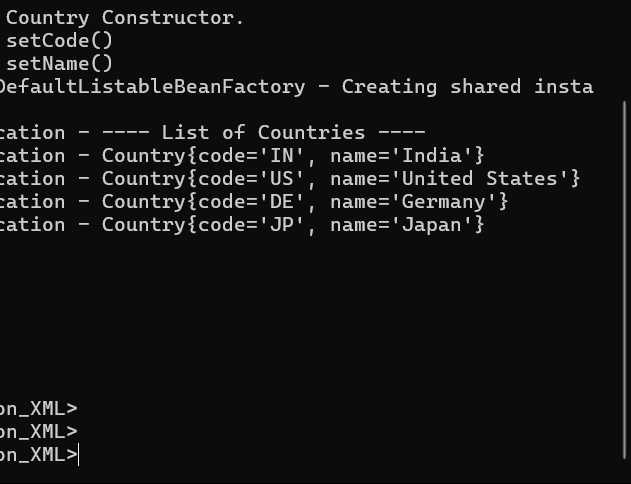 Country Constructor.
setCode()
setName()
DefaultListableBeanFactory - Creating shared insta
cation - ---- List of Countries ----
cation - Country{code='IN', name='India'}
cation - Country{code='US', name='United States'}
cation - Country{code='DE', name='Germany'}
cation - Country{code='JP', name='Japan'}
on_XML>
on_XML>
on_XML>